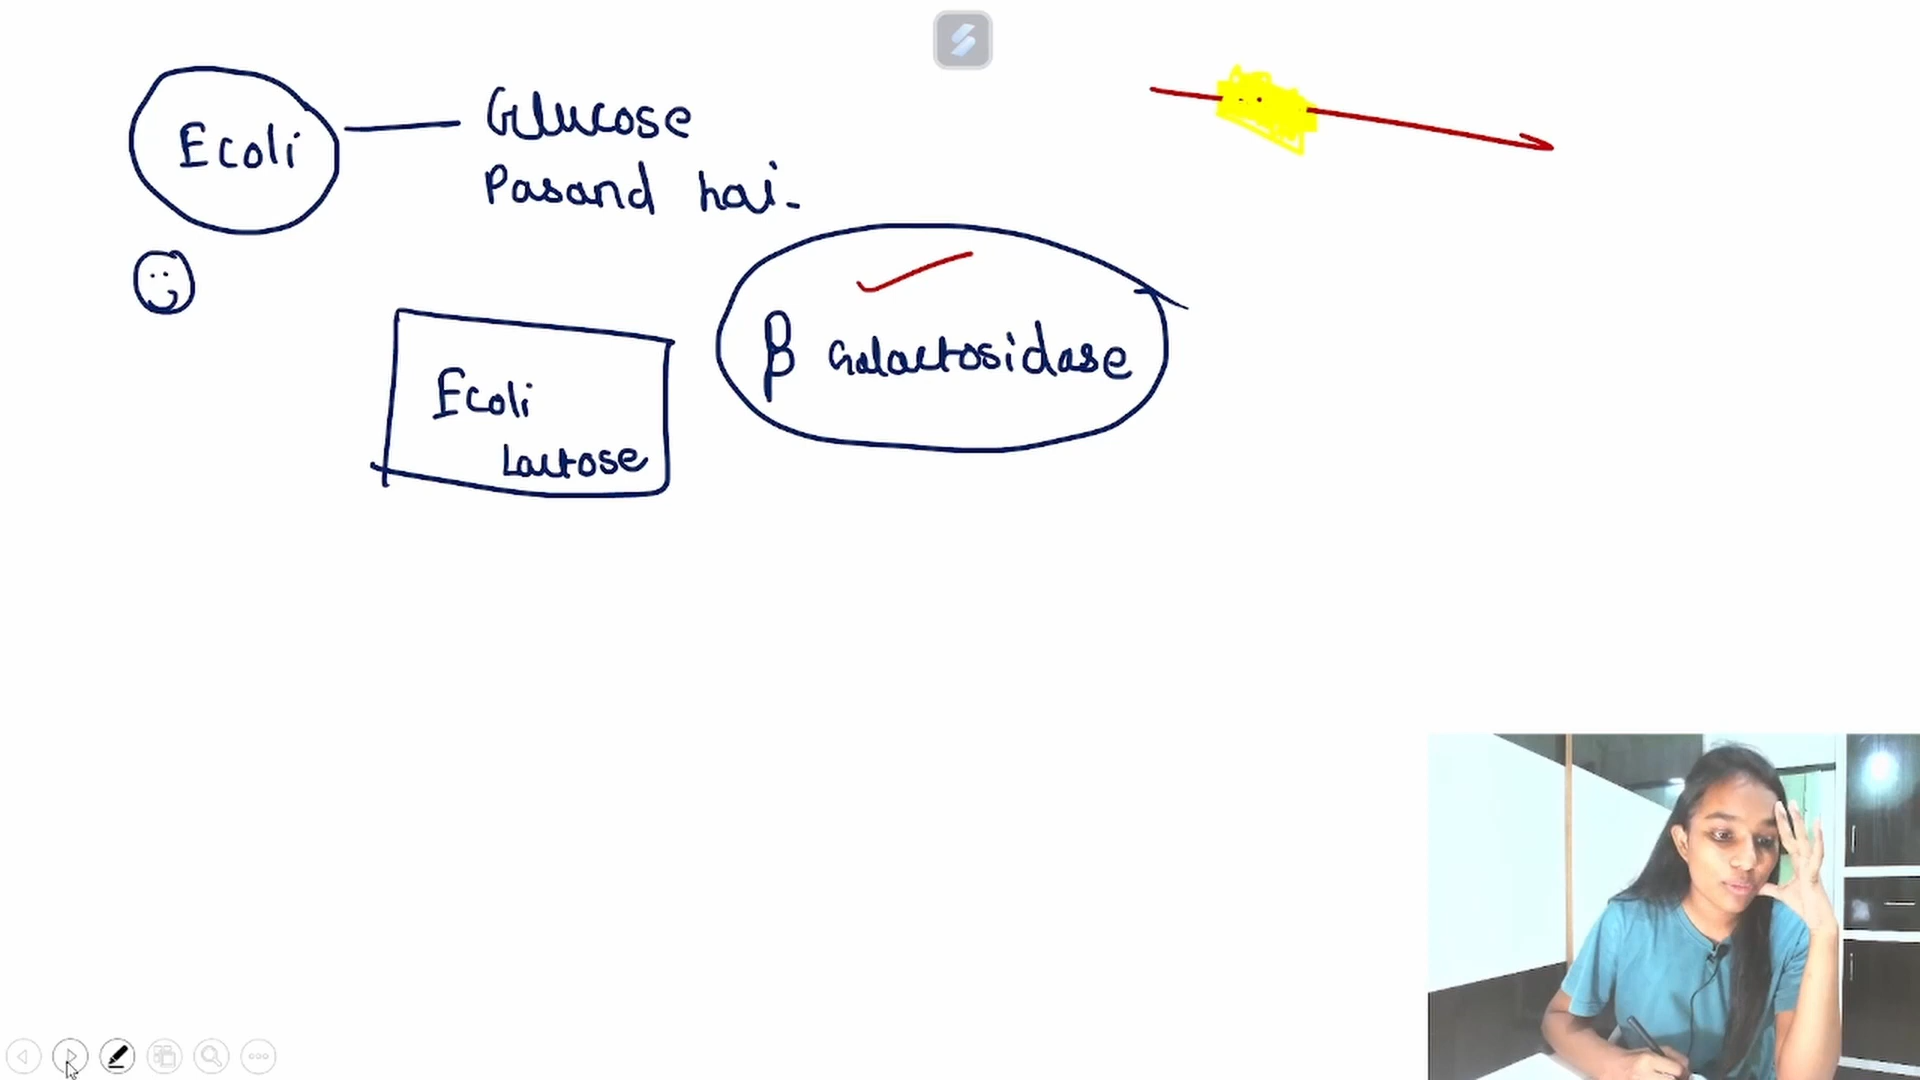 Ecoli
Glucose
Pasand hai.
β Galactosidase
Ecoli
Lactose